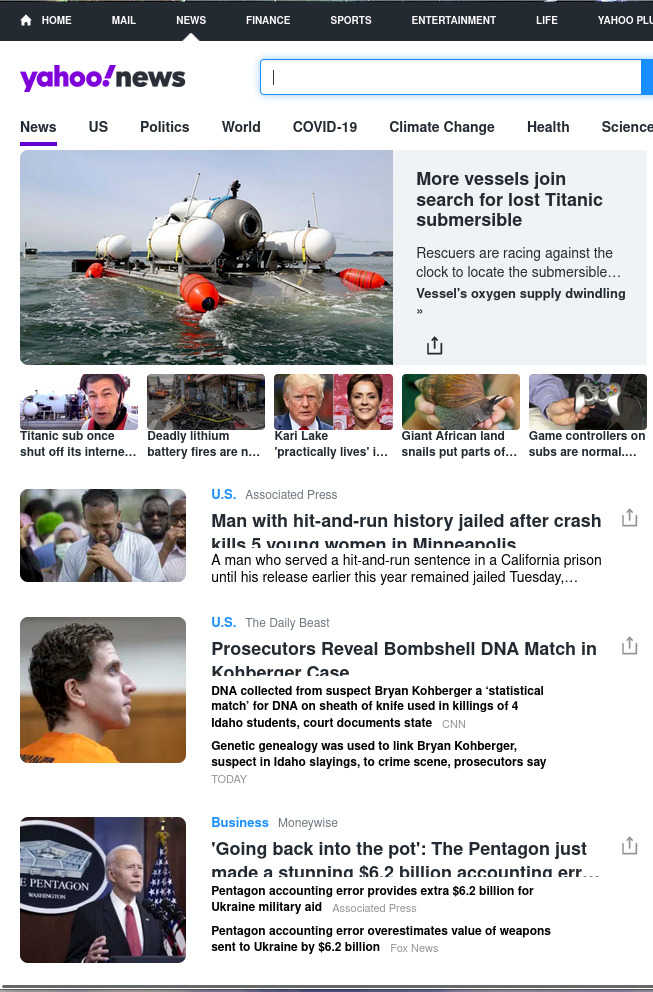 HOME MAIL NEWS FINANCE SPORTS ENTERTAINMENT LIFE YAHOO PLU
yahoo!news
News US Politics World COVID-19 Climate Change Health Science
More vessels join
search for lost Titanic
submersible
Rescuers are racing against the
clock to locate the submersible…
Vessel's oxygen supply dwindling
»
Titanic sub once
shut off its interne…
Deadly lithium
battery fires are n…
Kari Lake
'practically lives' i…
Giant African land
snails put parts of…
Game controllers on
subs are normal.…
U.S. Associated Press
Man with hit-and-run history jailed after crash
kills 5 young women in Minneapolis
A man who served a hit-and-run sentence in a California prison
until his release earlier this year remained jailed Tuesday,…
U.S. The Daily Beast
Prosecutors Reveal Bombshell DNA Match in
Kohberger Case
DNA collected from suspect Bryan Kohberger a ‘statistical
match’ for DNA on sheath of knife used in killings of 4
Idaho students, court documents state CNN
Genetic genealogy was used to link Bryan Kohberger,
suspect in Idaho slayings, to crime scene, prosecutors say
TODAY
Business Moneywise
'Going back into the pot': The Pentagon just
made a stunning $6.2 billion accounting err…
E PENTAGON
WASHINGTON
Pentagon accounting error provides extra $6.2 billion for
Ukraine military aid Associated Press
Pentagon accounting error overestimates value of weapons
sent to Ukraine by $6.2 billion Fox News